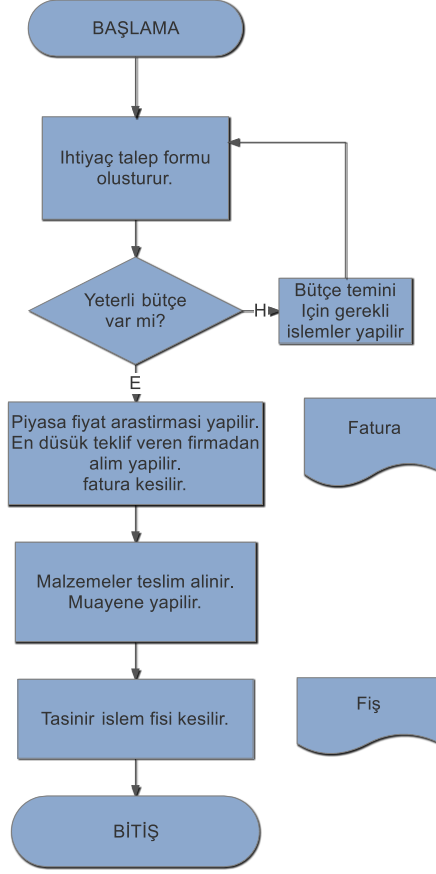 BAŞLAMA
Ihtiyaç talep formu
olusturur.
Yeterli bütçe
var mi?
H
Bütçe temini
Için gerekli
islemler yapilir
E
Piyasa fiyat arastirmasi yapilir.
En düsük teklif veren firmadan
alim yapilir.
fatura kesilir.
Fatura
Malzemeler teslim alinir.
Muayene yapilir.
Tasinir islem fisi kesilir.
Fiş
BİTİŞ